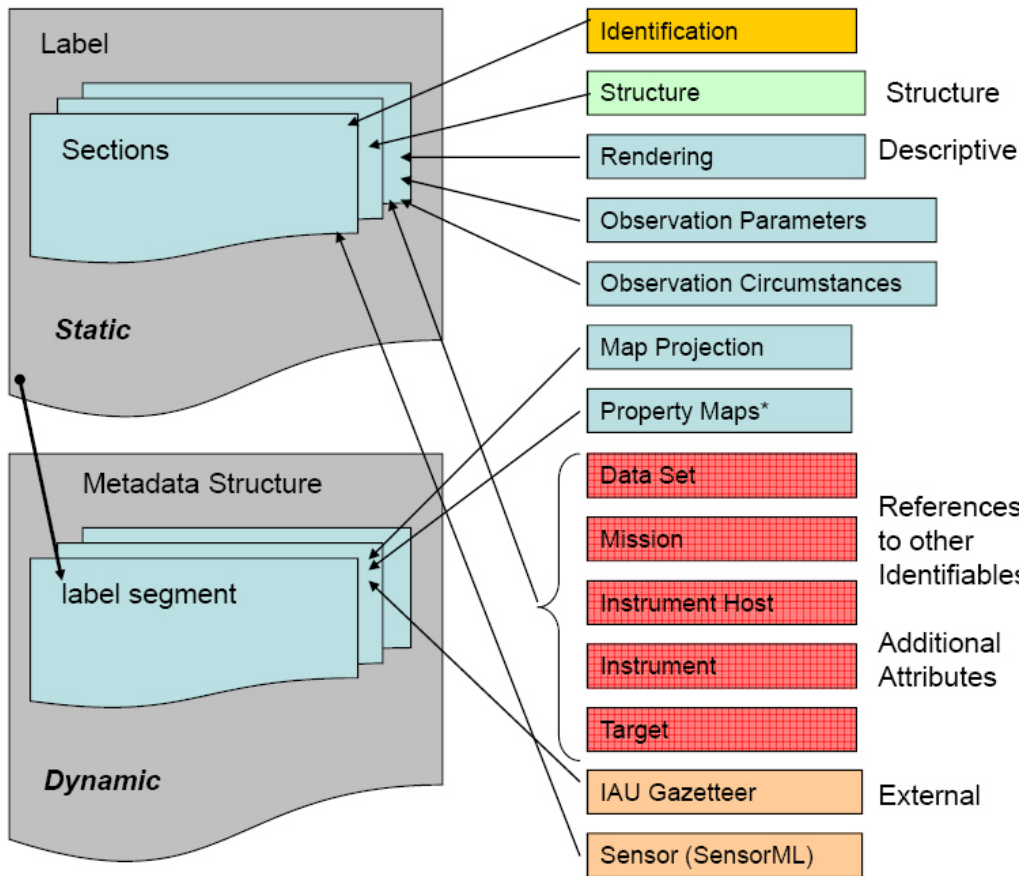 Label
Sections
Static
Metadata Structure
label segment
Dynamic
Identification
Structure
Structure
Rendering
Descriptive
Observation Parameters
Observation Circumstances
Map Projection
Property Maps*
Data Set
Mission
Instrument Host
Instrument
Target
References
to other
Identifiables
Additional
Attributes
IAU Gazetteer
External
Sensor (SensorML)